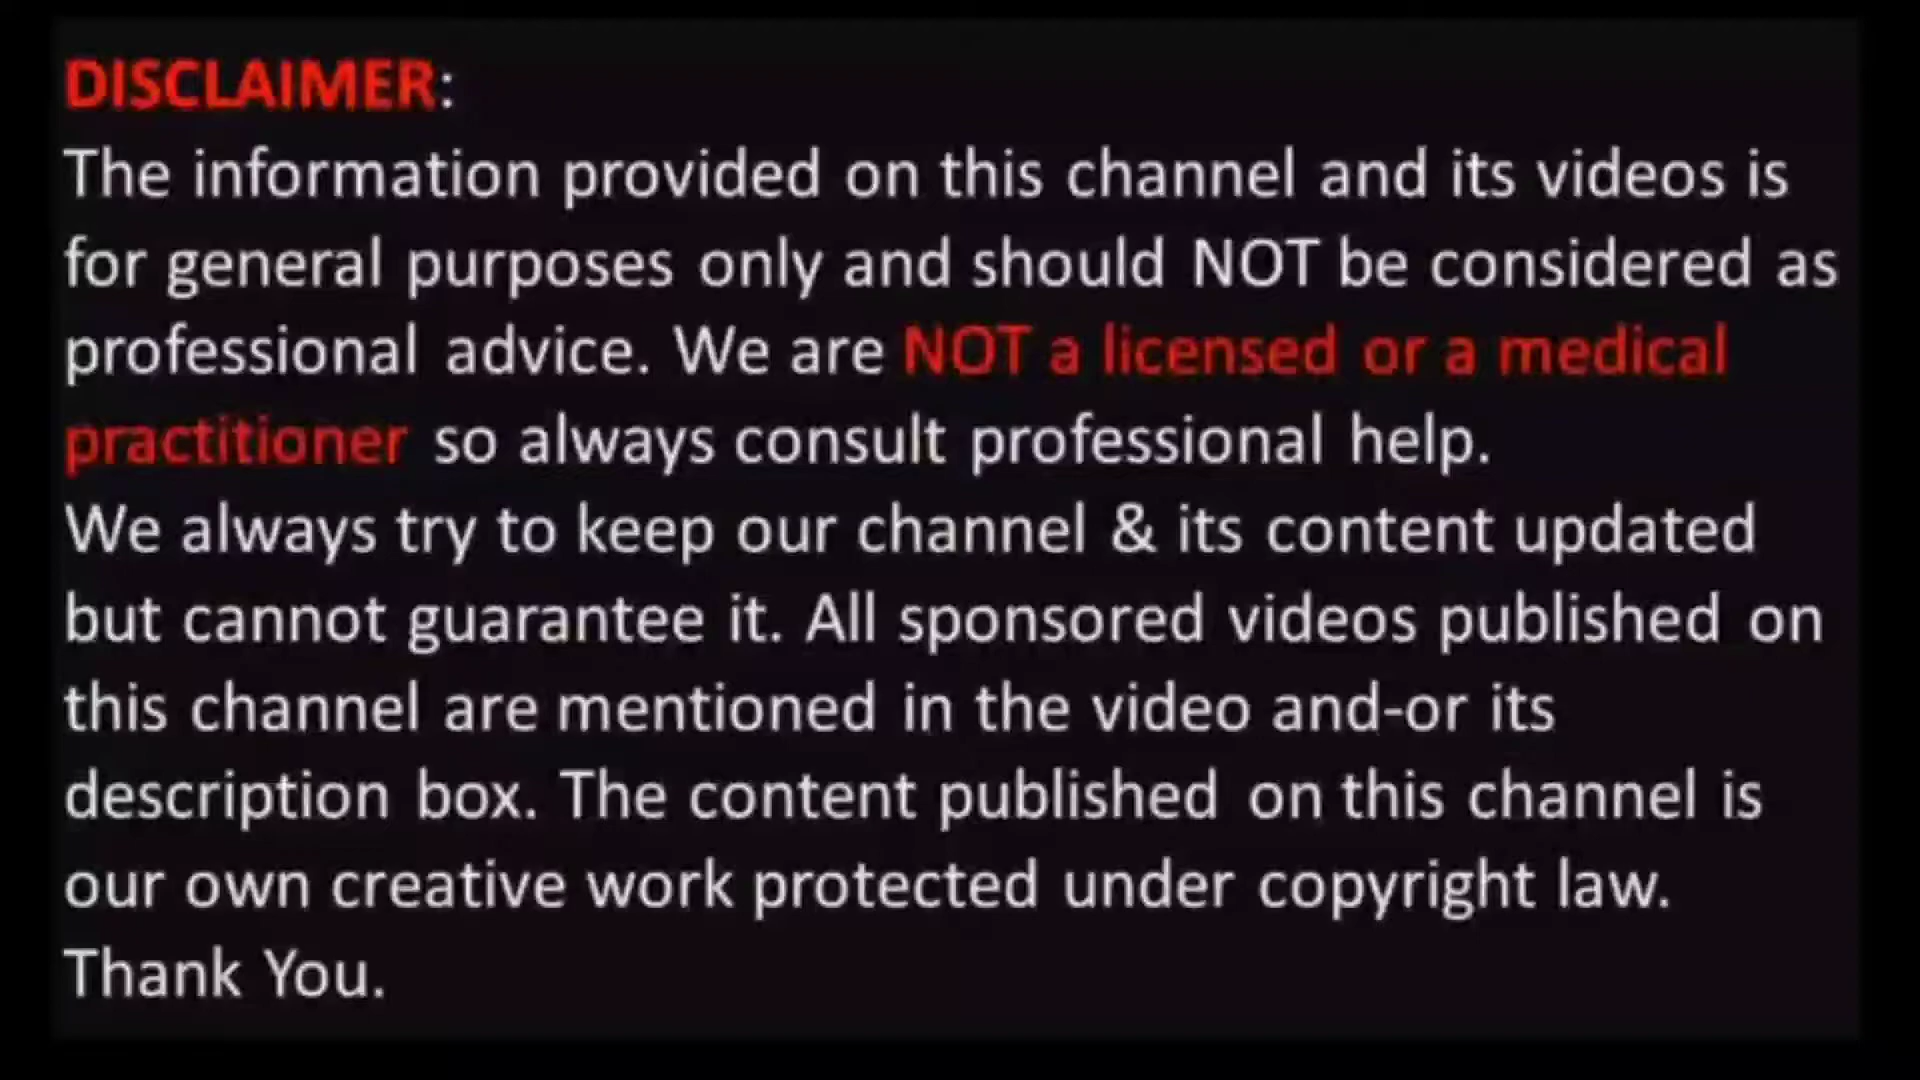 DISCLAIMER:
The information provided on this channel and its videos is
for general purposes only and should NOT be considered as
professional advice. We are NOT a licensed or a medical
practitioner so always consult professional help.
We always try to keep our channel & its content updated
but cannot guarantee it. All sponsored videos published on
this channel are mentioned in the video and-or its
description box. The content published on this channel is
our own creative work protected under copyright law.
Thank You.